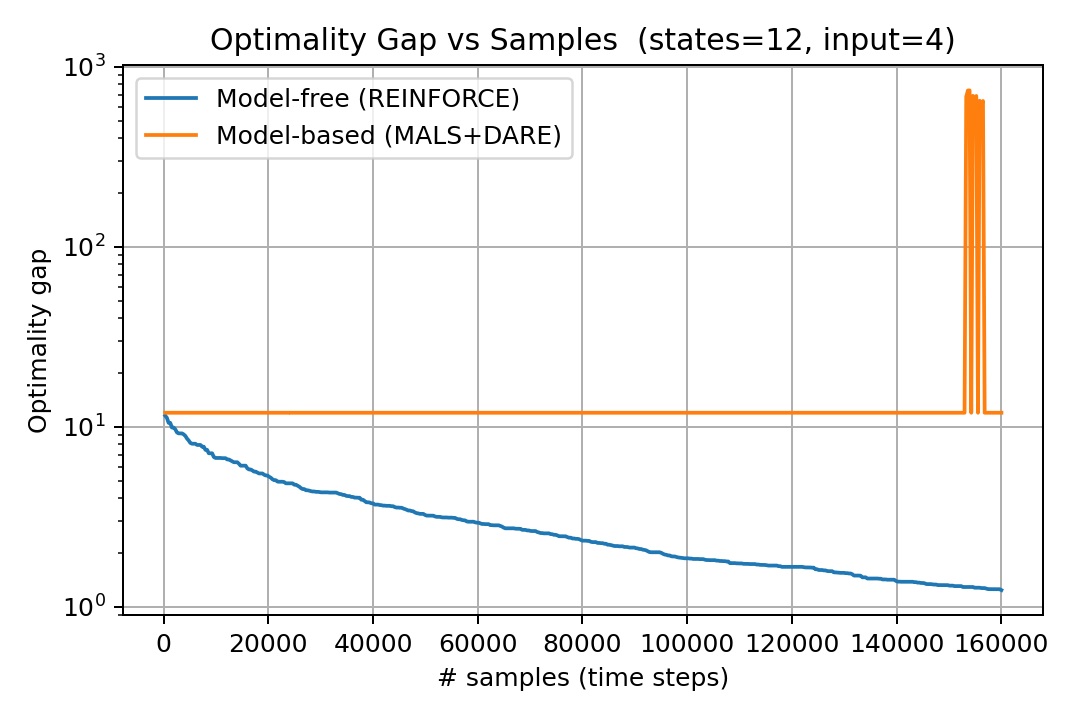 Optimality Gap vs Samples  (states=12, input=4)
10³
Model-free (REINFORCE)
Model-based (MALS+DARE)
10²
10¹
10⁰
Optimality gap
0 20000 40000 60000 80000 100000 120000 140000 160000
# samples (time steps)